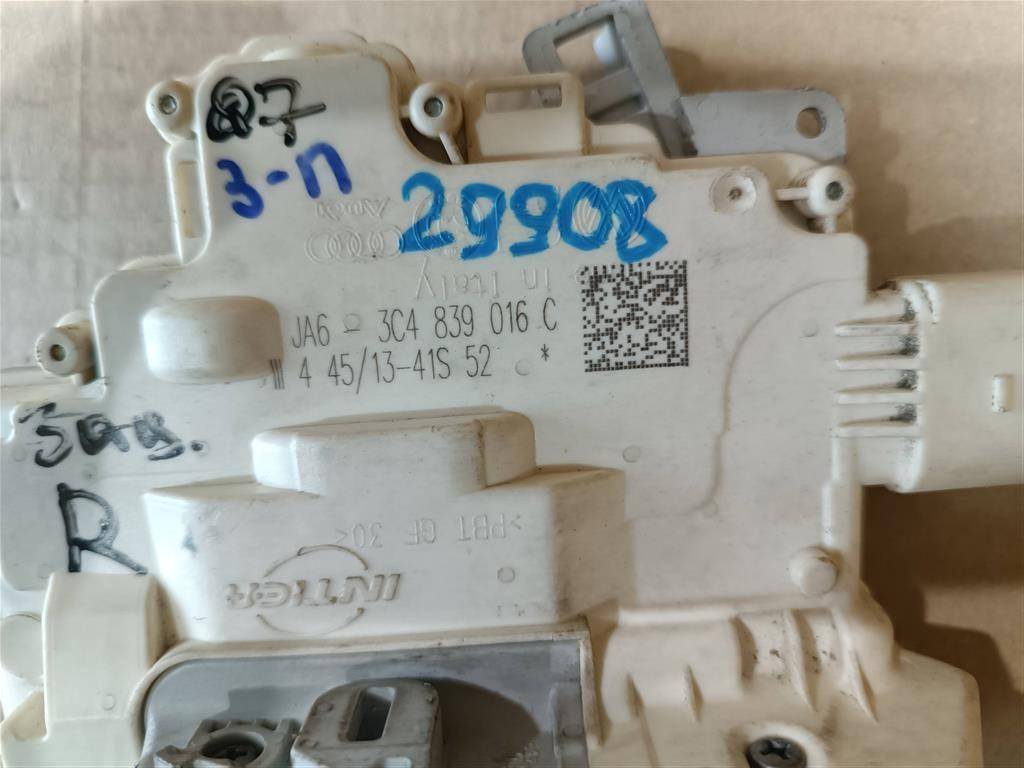 Q7
3-П
29908
Audi
in Italy
JA6 - 3C4 839 016 C
4 45/13-41S 52 *
Зад.
R
>PBT GF 30<
INTIER